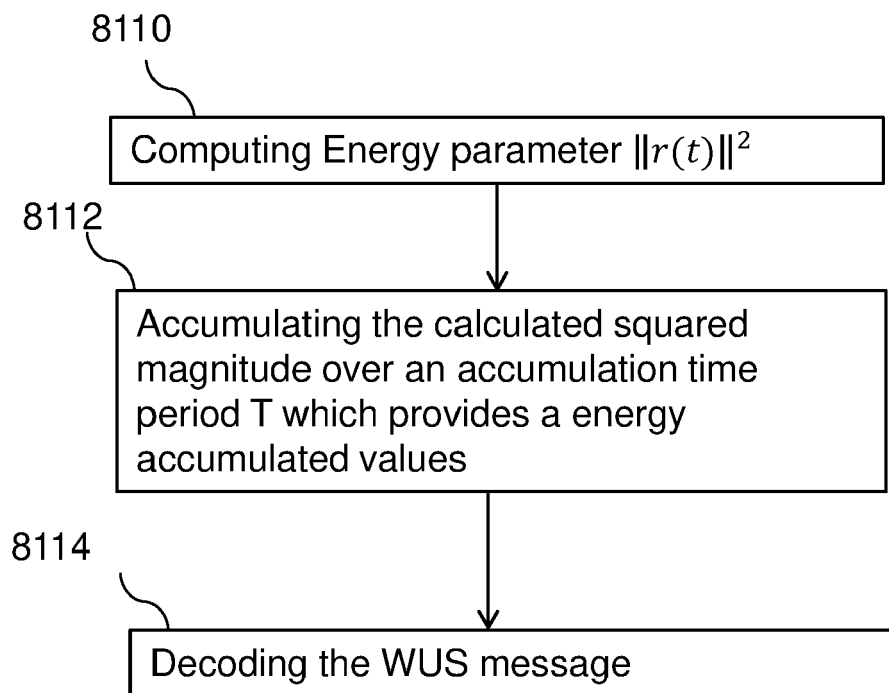 8110
Computing Energy parameter ‖r(t)‖²
8112
Accumulating the calculated squared
magnitude over an accumulation time
period T which provides a energy
accumulated values
8114
Decoding the WUS message